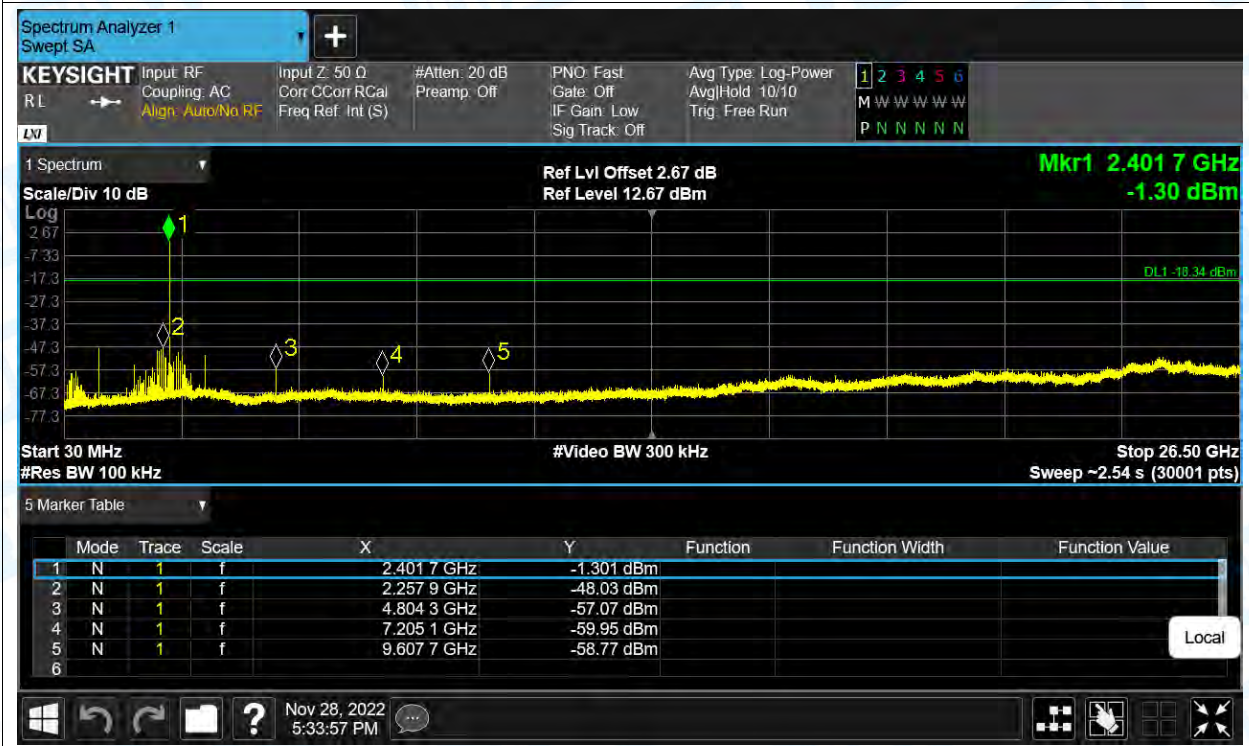 Spectrum Analyzer 1
Swept SA
KEYSIGHT Input: RF Input Z: 50 Ω #Atten: 20 dB PNO: Fast Avg Type: Log-Power 1 2 3 4 5 6
RL Coupling: AC Corr CCorr RCal Preamp: Off Gate: Off Avg|Hold: 10/10 M W W W W W
Align: Auto/No RF Freq Ref: Int (S) IF Gain: Low Trig: Free Run
LXI Sig Track: Off P N N N N N
1 Spectrum Ref Lvl Offset 2.67 dB Mkr1 2.401 7 GHz
Scale/Div 10 dB Ref Level 12.67 dBm -1.30 dBm
Log
2.67 1
-7.33
-17.3 DL1 -18.34 dBm
-27.3
-37.3 2
-47.3 3 4 5
-57.3
-67.3
-77.3
Start 30 MHz #Video BW 300 kHz Stop 26.50 GHz
#Res BW 100 kHz Sweep ~2.54 s (30001 pts)
5 Marker Table
Mode Trace Scale X Y Function Function Width Function Value
1 N 1 f 2.401 7 GHz -1.301 dBm
2 N 1 f 2.257 9 GHz -48.03 dBm
3 N 1 f 4.804 3 GHz -57.07 dBm
4 N 1 f 7.205 1 GHz -59.95 dBm
5 N 1 f 9.607 7 GHz -58.77 dBm
6
Local
? Nov 28, 2022
5:33:57 PM